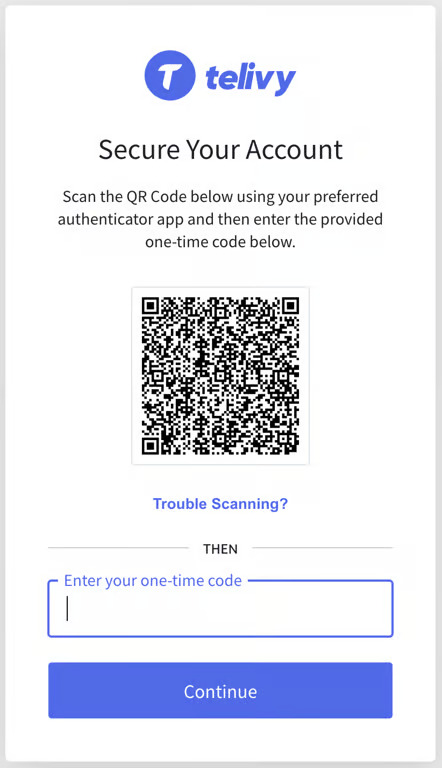 telivy
Secure Your Account
Scan the QR Code below using your preferred
authenticator app and then enter the provided
one-time code below.
Trouble Scanning?
THEN
Enter your one-time code
Continue